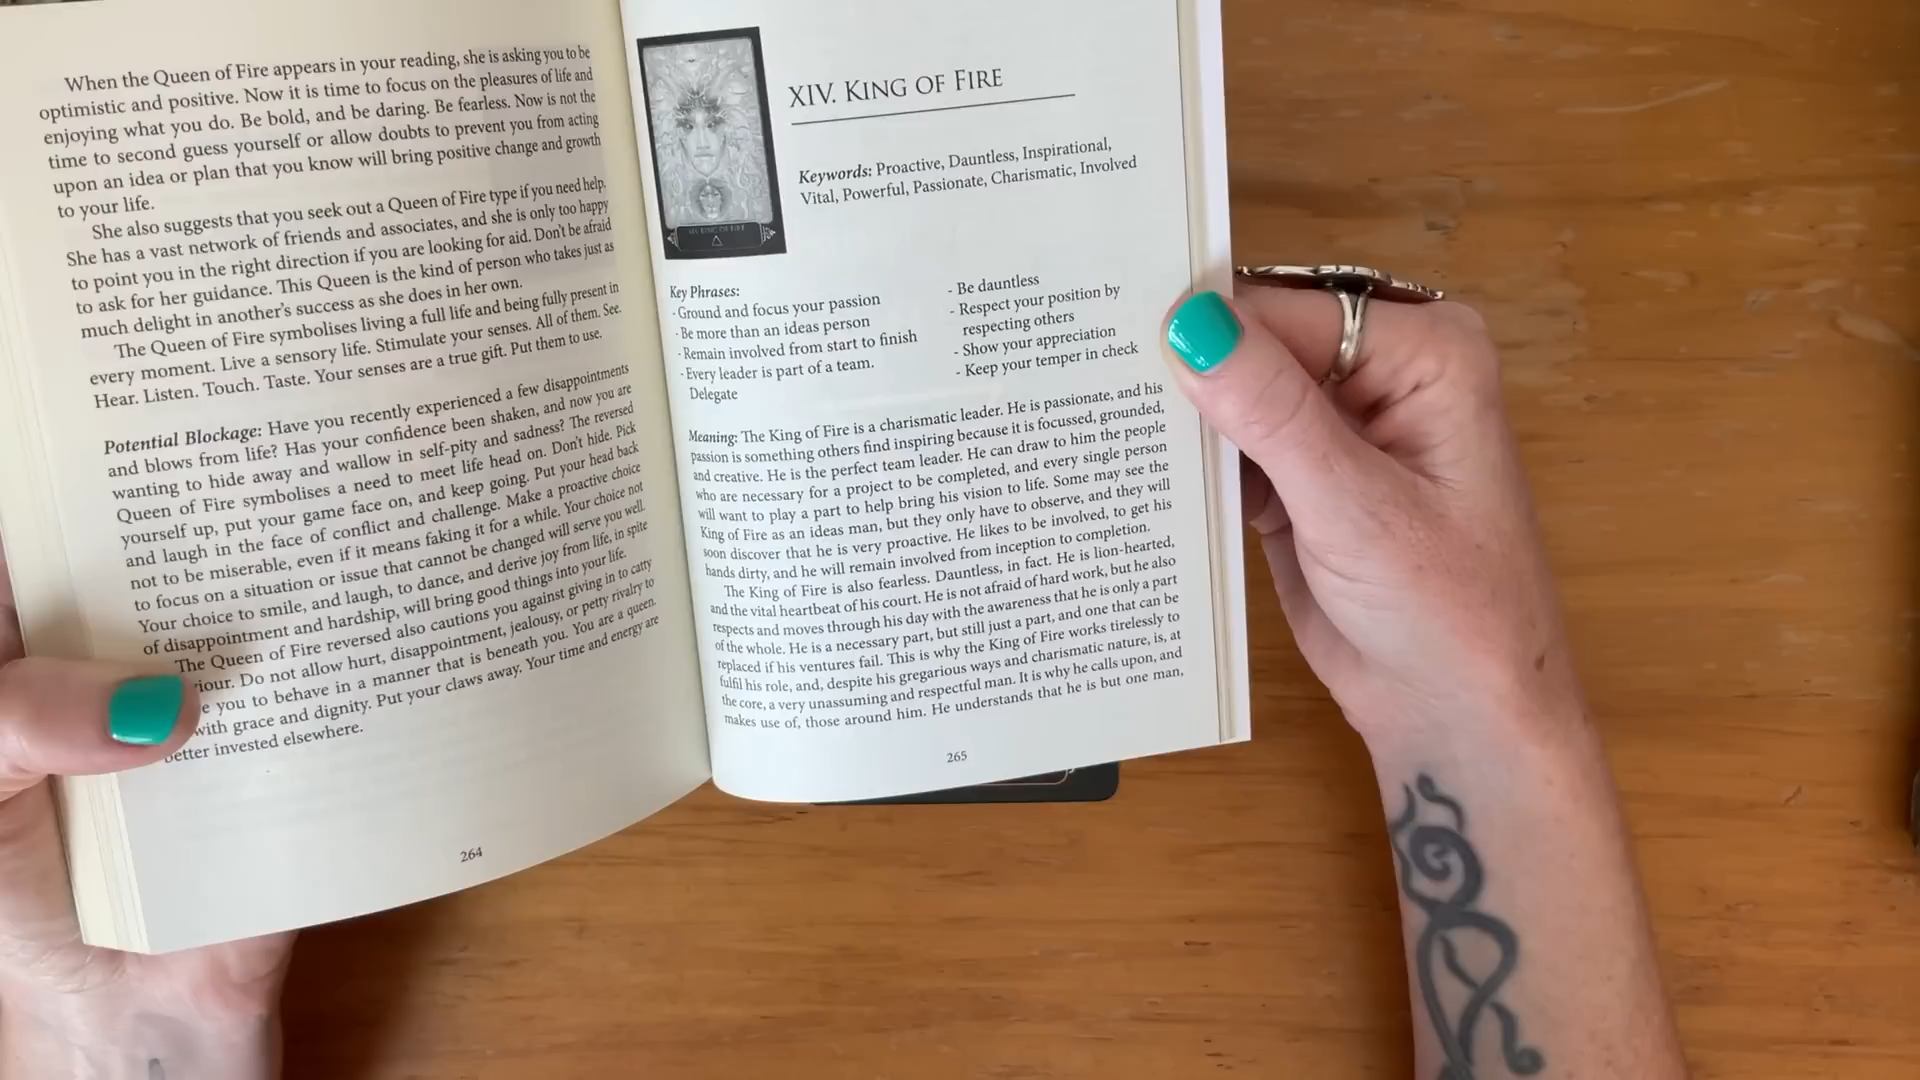 When the Queen of Fire appears in your reading, she is asking you to be
optimistic and positive. Now it is time to focus on the pleasures of life and
enjoying what you do. Be bold, and be daring. Be fearless. Now is not the
time to second guess yourself or allow doubts to prevent you from acting
upon an idea or plan that you know will bring positive change and growth
to your life.
She also suggests that you seek out a Queen of Fire type if you need help.
She has a vast network of friends and associates, and she is only too happy
to point you in the right direction if you are looking for aid. Don't be afraid
to ask for her guidance. This Queen is the kind of person who takes just as
much delight in another's success as she does in her own.
The Queen of Fire symbolises living a full life and being fully present in
every moment. Live a sensory life. Stimulate your senses. All of them. See.
Hear. Listen. Touch. Taste. Your senses are a true gift. Put them to use.
Potential Blockage: Have you recently experienced a few disappointments
and blows from life? Has your confidence been shaken, and now you are
wanting to hide away and wallow in self-pity and sadness? The reversed
Queen of Fire symbolises a need to meet life head on. Don't hide. Pick
yourself up, put your game face on, and keep going. Put your head back
and laugh in the face of conflict and challenge. Make a proactive choice
not to be miserable, even if it means faking it for a while. Your choice not
to focus on a situation or issue that cannot be changed will serve you well.
Your choice to smile, and laugh, to dance, and derive joy from life, in spite
of disappointment and hardship, will bring good things into your life.
The Queen of Fire reversed also cautions you against giving in to catty
iour. Do not allow hurt, disappointment, jealousy, or petty rivalry to
e you to behave in a manner that is beneath you. You are a queen.
with grace and dignity. Put your claws away. Your time and energy are
better invested elsewhere.
264
XIV. KING OF FIRE
Keywords: Proactive, Dauntless, Inspirational,
Vital, Powerful, Passionate, Charismatic, Involved
XIV. KING OF FIRE
Key Phrases:
- Ground and focus your passion
- Be more than an ideas person
- Remain involved from start to finish
- Every leader is part of a team.
Delegate
- Be dauntless
- Respect your position by
respecting others
- Show your appreciation
- Keep your temper in check
Meaning: The King of Fire is a charismatic leader. He is passionate, and his
passion is something others find inspiring because it is focussed, grounded,
and creative. He is the perfect team leader. He can draw to him the people
who are necessary for a project to be completed, and every single person
will want to play a part to help bring his vision to life. Some may see the
King of Fire as an ideas man, but they only have to observe, and they will
soon discover that he is very proactive. He likes to be involved, to get his
hands dirty, and he will remain involved from inception to completion.
The King of Fire is also fearless. Dauntless, in fact. He is lion-hearted,
and the vital heartbeat of his court. He is not afraid of hard work, but he also
respects and moves through his day with the awareness that he is only a part
of the whole. He is a necessary part, but still just a part, and one that can be
replaced if his ventures fail. This is why the King of Fire works tirelessly to
fulfil his role, and, despite his gregarious ways and charismatic nature, is, at
the core, a very unassuming and respectful man. It is why he calls upon, and
makes use of, those around him. He understands that he is but one man,
265